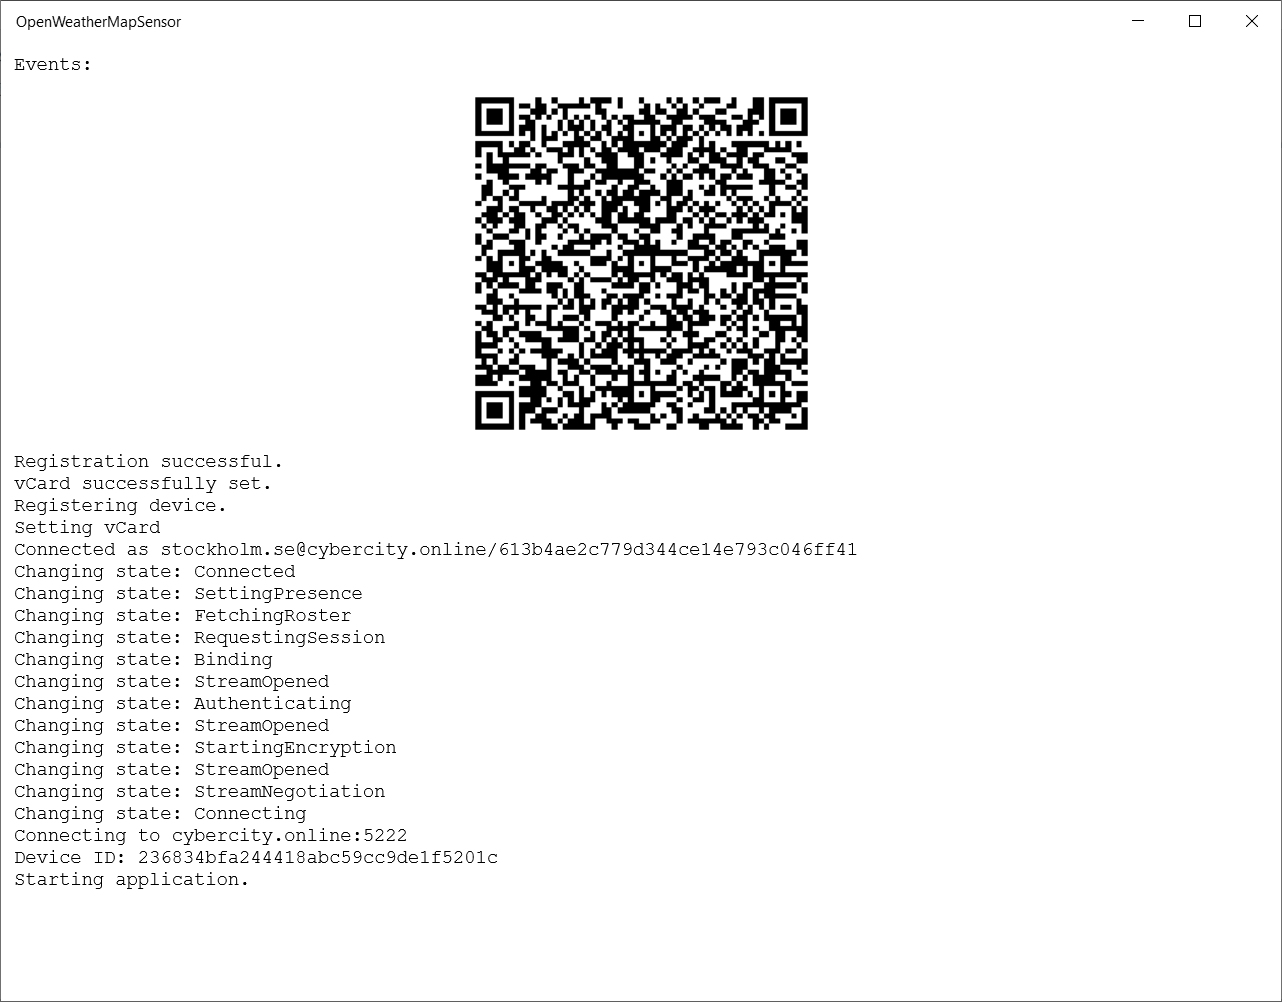 OpenWeatherMapSensor
Events:
Registration successful.
vCard successfully set.
Registering device.
Setting vCard
Connected as stockholm.se@cybercity.online/613b4ae2c779d344ce14e793c046ff41
Changing state: Connected
Changing state: SettingPresence
Changing state: FetchingRoster
Changing state: RequestingSession
Changing state: Binding
Changing state: StreamOpened
Changing state: Authenticating
Changing state: StreamOpened
Changing state: StartingEncryption
Changing state: StreamOpened
Changing state: StreamNegotiation
Changing state: Connecting
Connecting to cybercity.online:5222
Device ID: 236834bfa244418abc59cc9de1f5201c
Starting application.